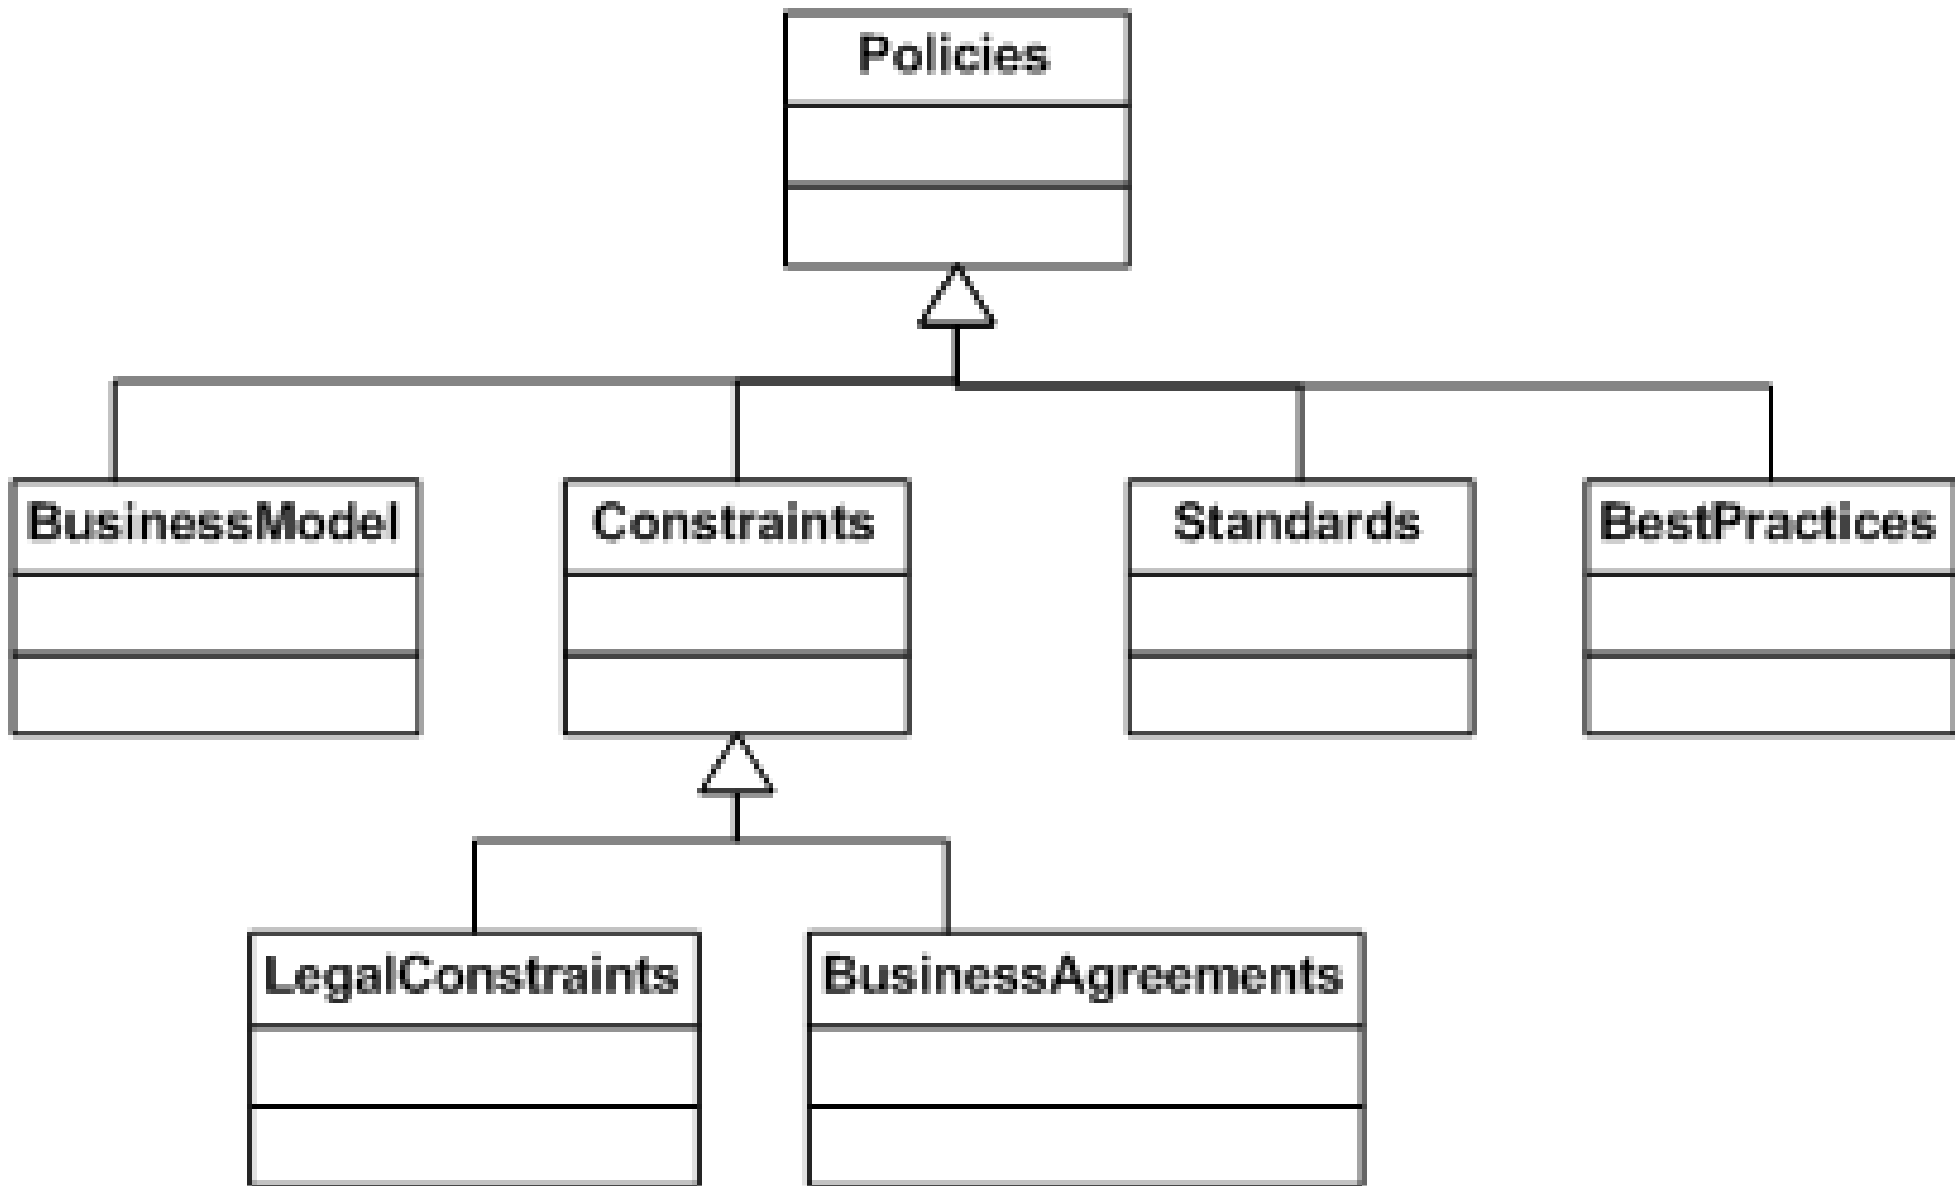 Policies
BusinessModel
Constraints
Standards
BestPractices
LegalConstraints
BusinessAgreements